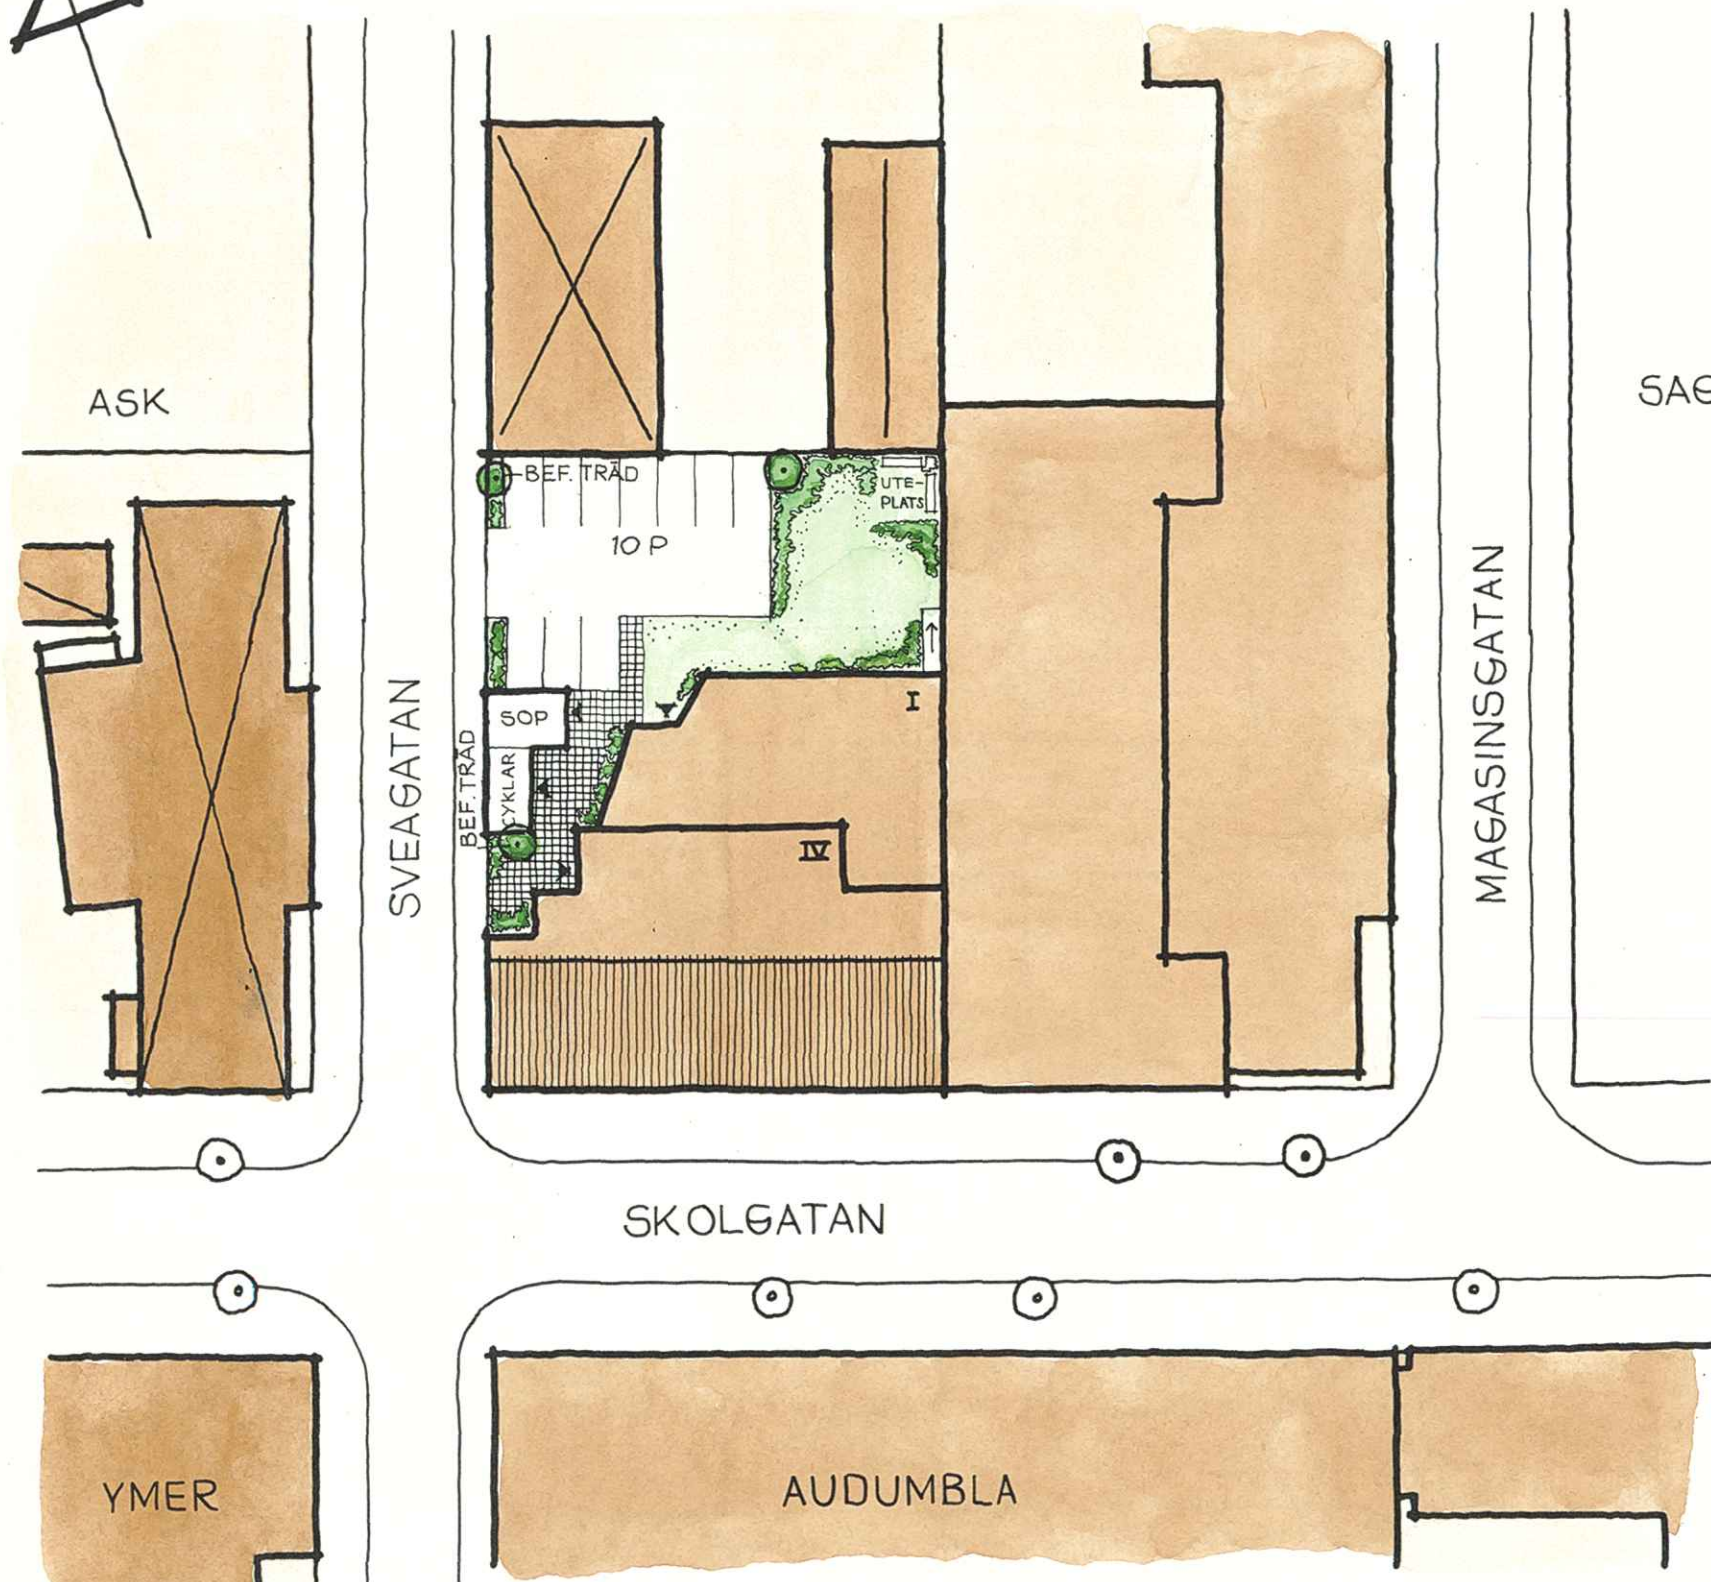 ASK
SAG
BEF. TRÄD
UTE-
PLATS
10 P
SOP
I
CYKLAR
BEF. TRÄD
SVEAGATAN
MAGASINSGATAN
IV
SKOLGATAN
YMER
AUDUMBLA